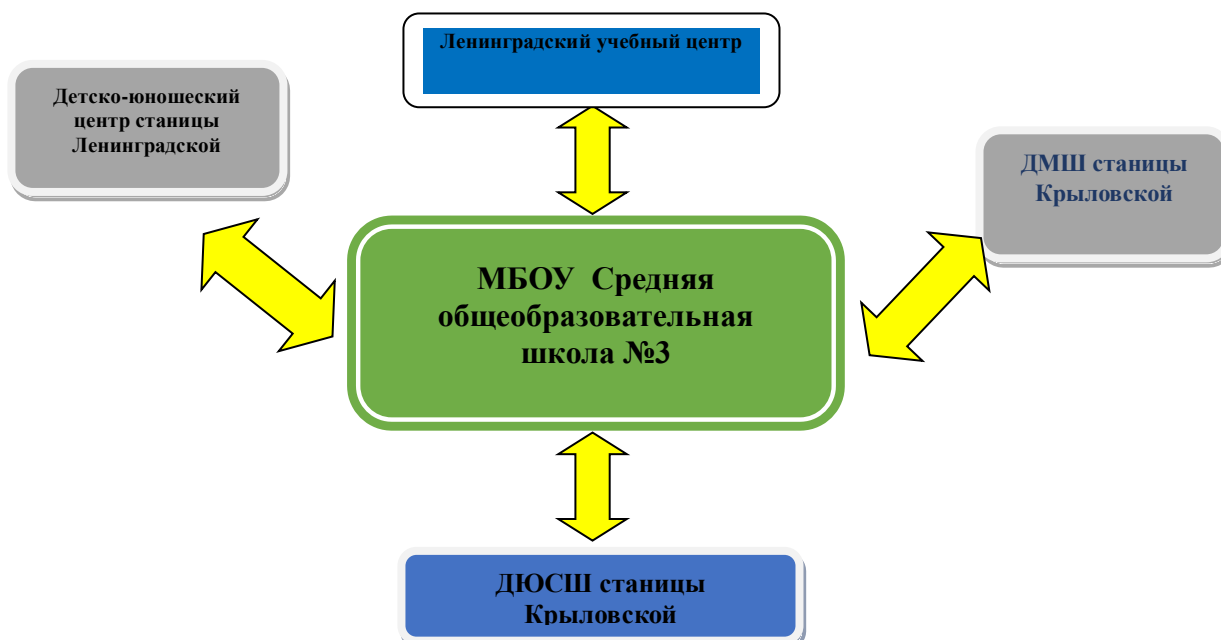 Ленинградский учебный центр
Детско-юношеский
центр станицы
Ленинградской
ДМШ станицы
Крыловской
МБОУ  Средняя
общеобразовательная
школа №3
ДЮСШ станицы
Крыловской